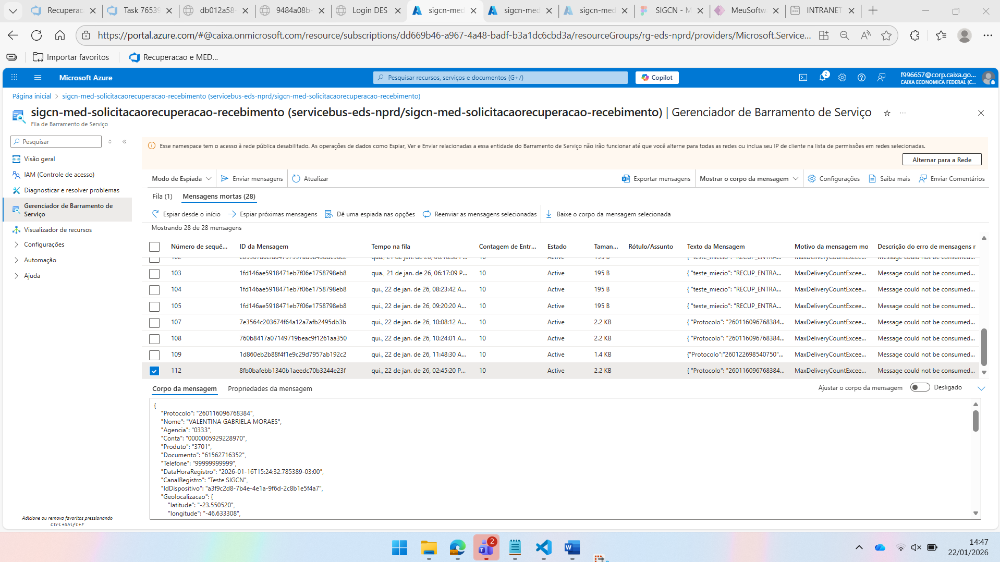 Recuperac
Task 76539
db012a58-
9484a08b-
Login DES
sigcn-med
sigcn-med
sigcn-med
SIGCN - M
MeuSoftw
INTRANET
https://portal.azure.com/#@caixa.onmicrosoft.com/resource/subscriptions/dd669b46-a967-4a48-badf-b3a1dc6cbd3a/resourceGroups/rg-eds-nprd/providers/Microsoft.Service...
Importar favoritos
Recuperacao e MED...
Microsoft Azure
Pesquisar recursos, serviços e documentos (G+/)
Copilot
2
f996657@corp.caixa.go...
CAIXA ECONOMICA FEDERAL (C...
Página inicial > sigcn-med-solicitacaorecuperacao-recebimento (servicebus-eds-nprd/sigcn-med-solicitacaorecuperacao-recebimento)
sigcn-med-solicitacaorecuperacao-recebimento (servicebus-eds-nprd/sigcn-med-solicitacaorecuperacao-recebimento) | Gerenciador de Barramento de Serviço
Fila de Barramento de Serviço
Pesquisar
Visão geral
IAM (Controle de acesso)
Diagnosticar e resolver problemas
Gerenciador de Barramento de
Serviço
Visualizador de recursos
Configurações
Automação
Ajuda
Adicione ou remova favoritos pressionando
Ctrl+Shift+F
Esse namespace tem o acesso à rede pública desabilitado. As operações de dados como Espiar, Ver e Enviar relacionadas a essa entidade do Barramento de Serviço não irão funcionar até que você alterne para todas as redes ou inclua seu IP de cliente na lista de permissões em redes selecionadas.
Alternar para a Rede
Modo de Espiada
Enviar mensagens
Atualizar
Exportar mensagens
Mostrar o corpo da mensagem
Configurações
Saiba mais
Enviar Comentários
Fila (1)
Mensagens mortas (28)
Espiar desde o início
Espiar próximas mensagens
Dê uma espiada nas opções
Reenviar as mensagens selecionadas
Baixe o corpo da mensagem selecionada
Mostrando 28 de 28 mensagens
Número de sequê... ID da Mensagem Tempo na fila Contagem de Entr... Estado Taman... Rótulo/Assunto Texto da Mensagem Motivo da mensagem mo Descrição do erro de mensagens r
103 1fd146ae5918471eb7f06e1758798eb8 qua., 21 de jan. de 26, 06:17:09 P... 10 Active 195 B { "teste_miecio": "RECUP_ENTRA... MaxDeliveryCountExcee... Message could not be consumed...
104 1fd146ae5918471eb7f06e1758798eb8 qui., 22 de jan. de 26, 08:23:42 A... 10 Active 195 B { "teste_miecio": "RECUP_ENTRA... MaxDeliveryCountExcee... Message could not be consumed...
105 1fd146ae5918471eb7f06e1758798eb8 qui., 22 de jan. de 26, 09:20:20 A... 10 Active 195 B { "teste_miecio": "RECUP_ENTRA... MaxDeliveryCountExcee... Message could not be consumed...
107 7e3564c203674f64a12a7afb2495db3b qui., 22 de jan. de 26, 10:08:12 A... 10 Active 2.2 KB { "Protocolo": "260116096768384... MaxDeliveryCountExcee... Message could not be consumed...
108 760b8417a07149719beac9f1261aa350 qui., 22 de jan. de 26, 10:24:01 A... 10 Active 2.2 KB { "Protocolo": "260116096768384... MaxDeliveryCountExcee... Message could not be consumed...
109 1d860eb2b88f4f1e9c29d7957ab192c2 qui., 22 de jan. de 26, 11:48:30 A... 10 Active 1.4 KB {"Protocolo":"260122698540750"... MaxDeliveryCountExcee... Message could not be consumed...
112 8fb0bafebb1340b1aeedc70b3244e23f qui., 22 de jan. de 26, 02:45:20 P... 10 Active 2.2 KB { "Protocolo": "260116096768384... MaxDeliveryCountExcee... Message could not be consumed...
Corpo da mensagem
Propriedades da mensagem
Ajustar o corpo da mensagem
Desligado
{
"Protocolo": "260116096768384",
"Nome": "VALENTINA GABRIELA MORAES",
"Agencia": "0333",
"Conta": "0000005929228970",
"Produto": "3701",
"Documento": "61562716352",
"Telefone": "99999999999",
"DataHoraRegistro": "2026-01-16T15:24:32.785389-03:00",
"CanalRegistro": "Teste SIGCN",
"IdDispositivo": "a3f9c2d8-7b4e-4e1a-9f6d-2c8b1e5f4a7",
"Geolocalizacao": {
"latitude": "-23.550520",
"longitude": "-46.633308",
2
14:47
22/01/2026